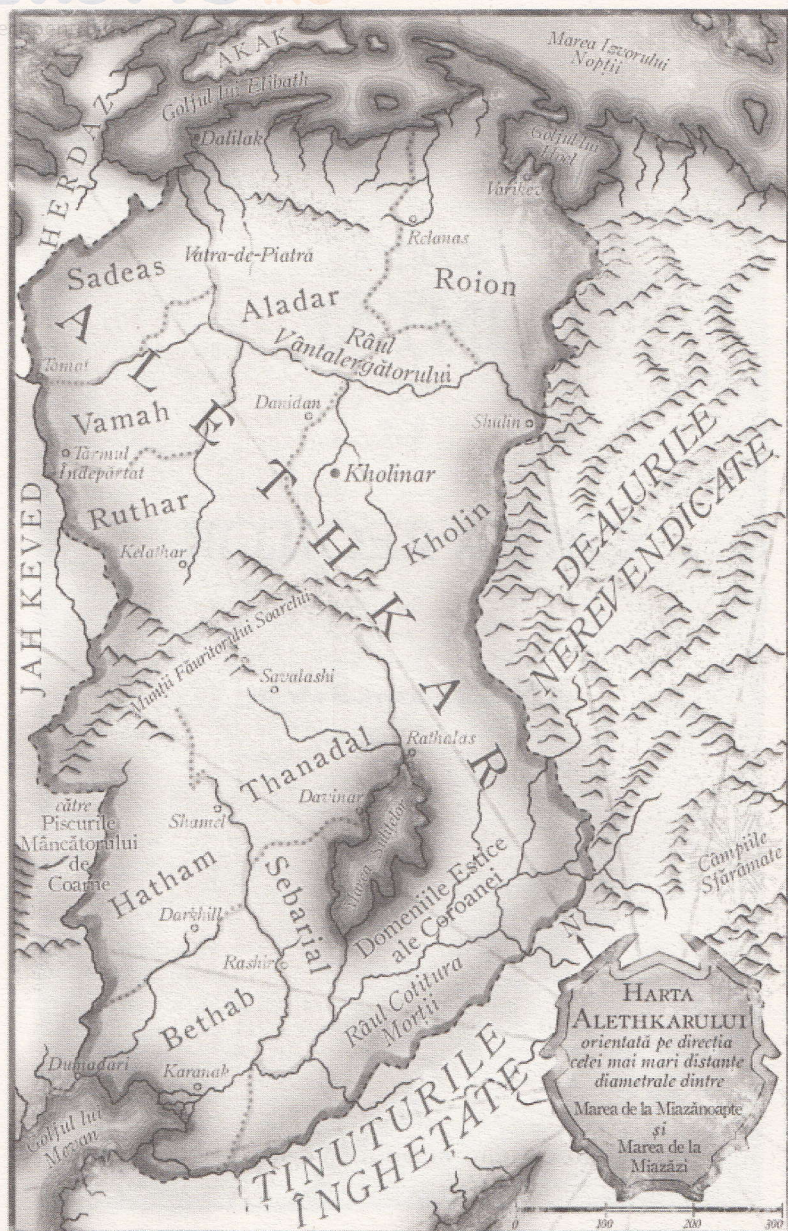 AKAK
Marea Izvorului
Nopții
Golful lui Elibath
HERDAZ
Dalilak
Golful lui
Varikev
Relanas
Vatra-de-Piatră
Sadeas
Aladar
Roion
ALETHKAR
Râul
Vântalergătorului
Tomat
Vamah
Danidan
Shulin
Țărmul
Îndepărtat
Kholinar
Ruthar
Kholin
Kelathar
JAH KEVED
DEALURILE
NEREVENDICATE
Munții Făuritorului Soarelui
Savalashi
Rathalas
Thanadal
Davinar
Marea Sulițelor
către
Piscurile
Mâncătorului
de
Coarne
Shamel
Hatham
Sebarial
Domeniile Estice
ale Coroanei
Câmpiile
Sfărâmate
Darkhill
Rashir
Bethab
Râul Cotitura
Morții
N
Dumadari
Karanak
Golful lui
Mevan
ȚINUTURILE
ÎNGHEȚATE
HARTA
ALETHKARULUI
orientată pe direcția
celei mai mari distanțe
diametrale dintre
Marea de la Miazănoapte
și
Marea de la
Miazăzi
0 100 200 300